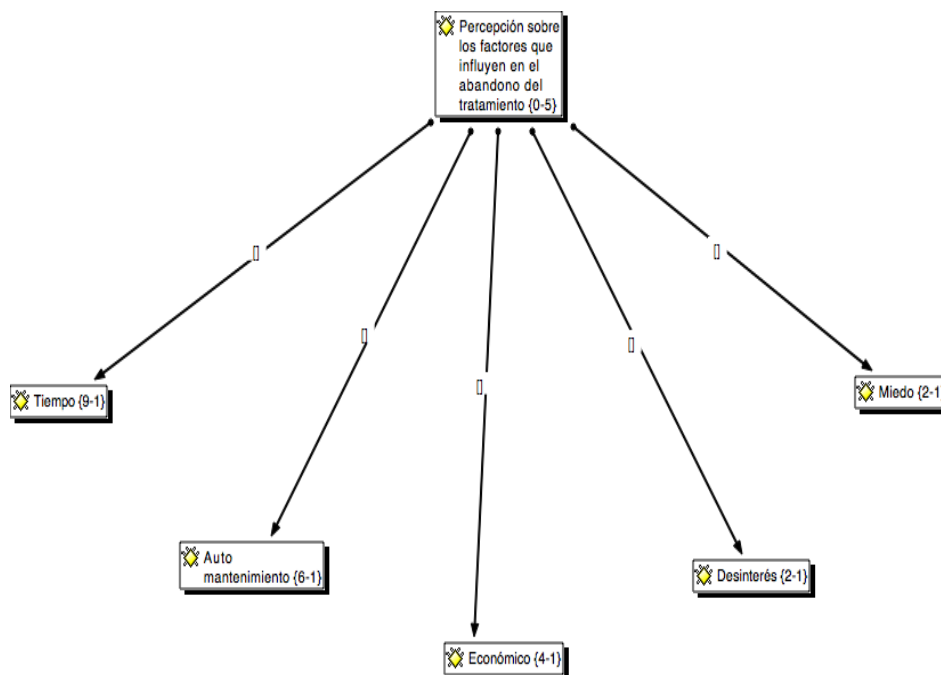 Percepción sobre
los factores que
influyen en el
abandono del
tratamiento {0-5}
Tiempo {9-1}
Miedo {2-1}
Auto
mantenimiento {6-1}
Desinterés {2-1}
Económico {4-1}